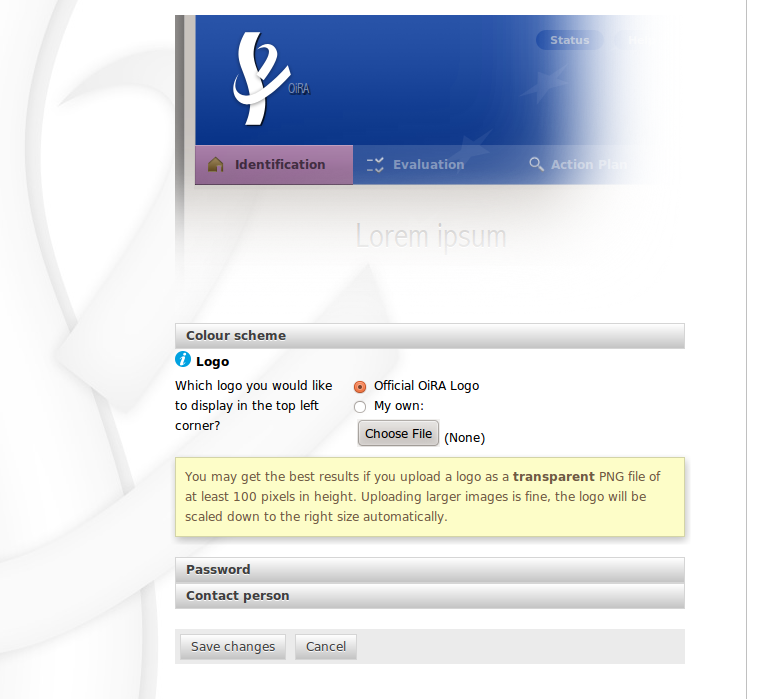 Status
OiRA
Identification
Evaluation
Action Plan
Lorem ipsum
Colour scheme
i Logo
Which logo you would like
to display in the top left
corner?
Official OiRA Logo
My own:
Choose File (None)
You may get the best results if you upload a logo as a transparent PNG file of
at least 100 pixels in height. Uploading larger images is fine, the logo will be
scaled down to the right size automatically.
Password
Contact person
Save changes
Cancel